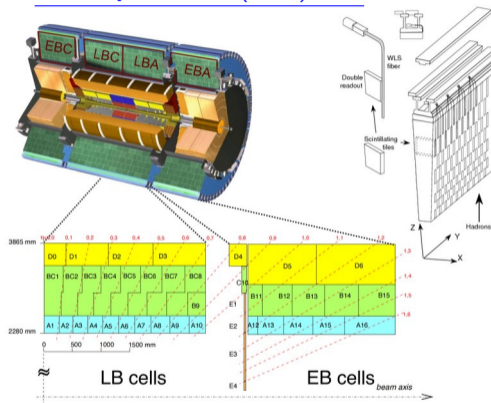 EBC
LBC
LBA
EBA
WLS
fiber
Double
readout
Scintillating
tiles
Hadrons
Z
Y
X
3865 mm
0.1
0.2
0.3
0.4
0.5
0.6
0.7
0.8
0.9
1.0
1.1
1.2
D0
D1
D2
D3
D4
D5
D6
1.3
BC1
BC2
BC3
BC4
BC5
BC6
BC7
BC8
C10
1.4
B9
E1
B11
B12
B13
B14
B15
1.5
2280 mm
A1
A2
A3
A4
A5
A6
A7
A8
A9
A10
E2
A12
A13
A14
A15
A16
1.6
0
500
1000
1500 mm
E3
E4
LB cells
EB cells
beam axis